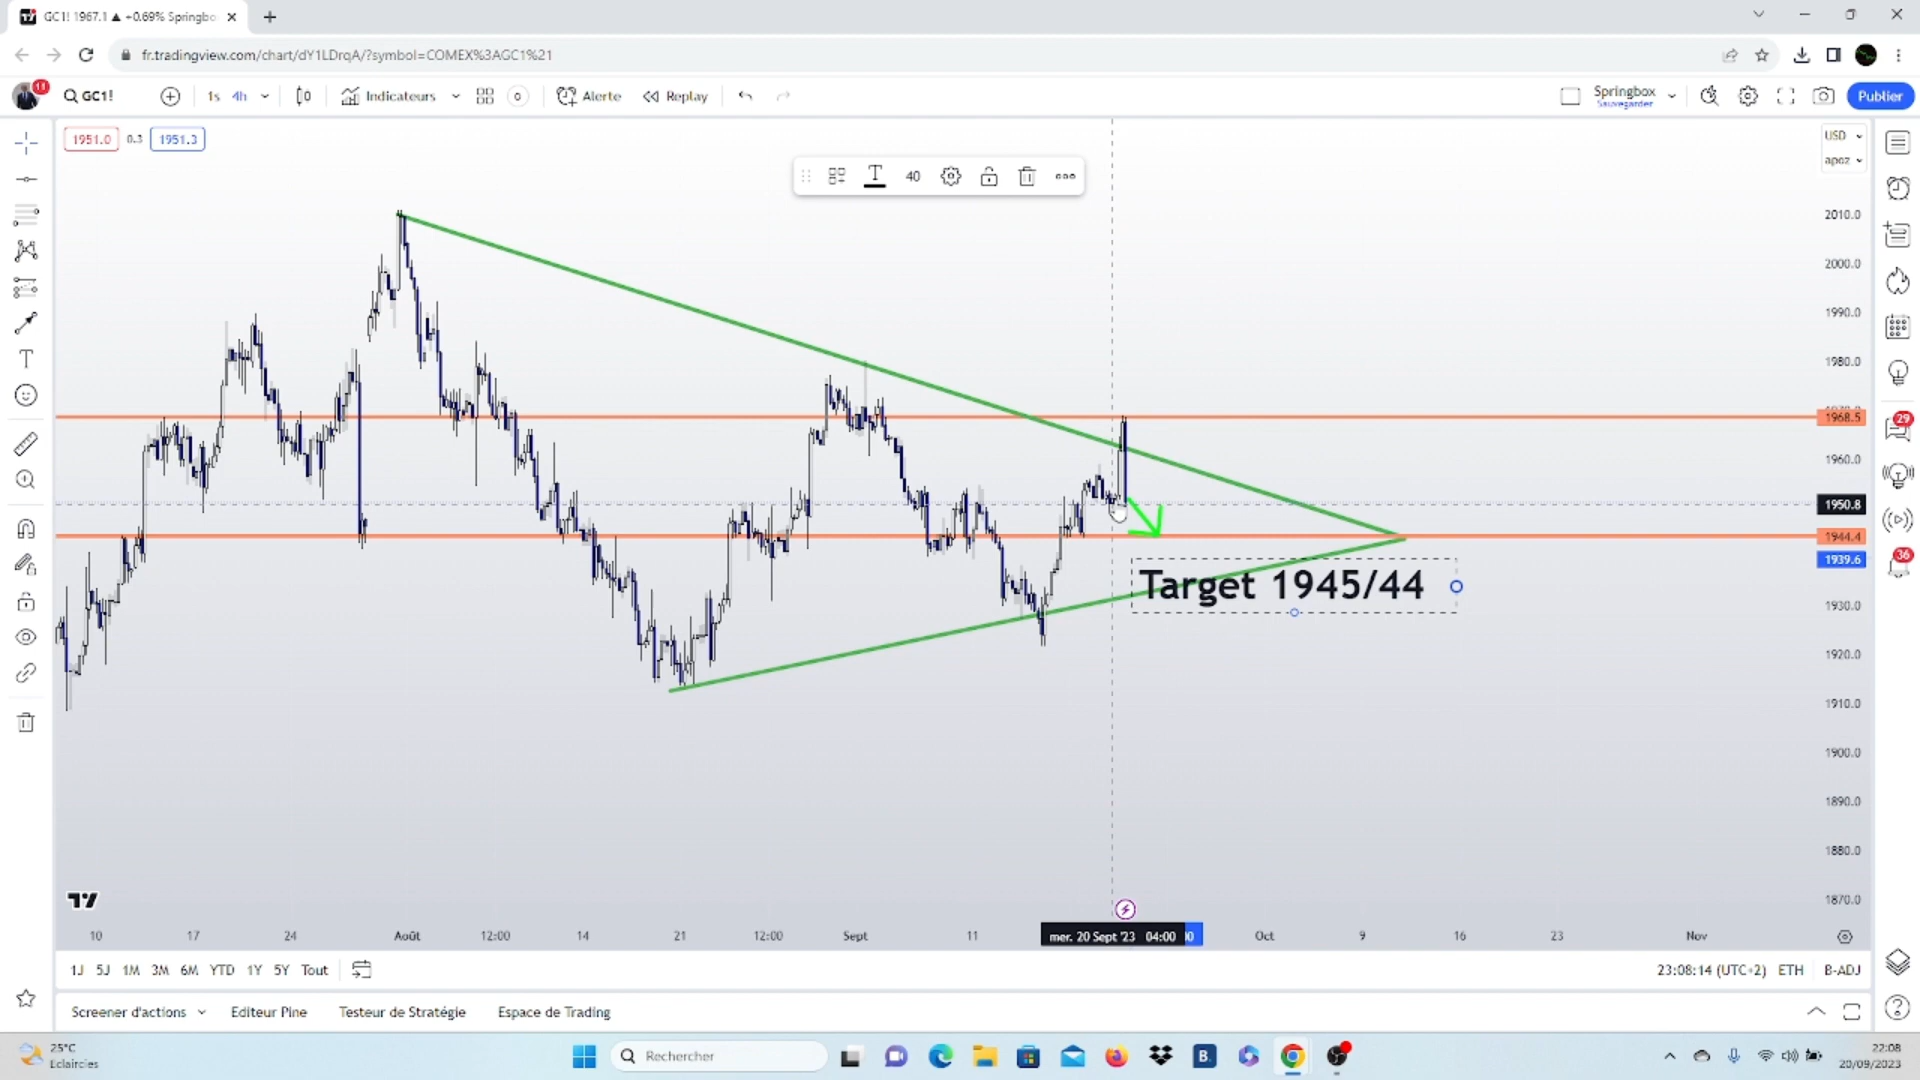 GC1! 1967.1 ▲ +0.69% Springbo
fr.tradingview.com/chart/dY1LDrqA/?symbol=COMEX%3AGC1%21
11
GC1!
1s
4h
Indicateurs
Alerte
Replay
Springbox
Sauvegarder
Publier
1951.0
0.3
1951.3
USD
apoz
40
2010.0
2000.0
1990.0
1980.0
1968.5
1960.0
1950.8
1944.4
1939.6
1930.0
1920.0
1910.0
1900.0
1890.0
1880.0
1870.0
29
36
Target 1945/44
10
17
24
Août
12:00
14
21
12:00
Sept
11
mer. 20 Sept '23 04:00
Oct
9
16
23
Nov
1J 5J 1M 3M 6M YTD 1Y 5Y Tout
23:08:14 (UTC+2) ETH B-ADJ
Screener d'actions
Editeur Pine
Testeur de Stratégie
Espace de Trading
25°C
Eclaircies
Rechercher
B.
22:08
20/09/2023